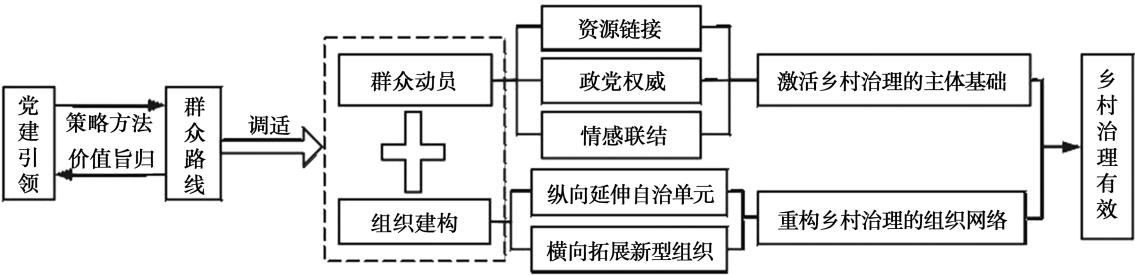 党建引领
策略方法
价值旨归
群众路线
调适
群众动员
组织建构
资源链接
政党权威
情感联结
纵向延伸自治单元
横向拓展新型组织
激活乡村治理的主体基础
重构乡村治理的组织网络
乡村治理有效